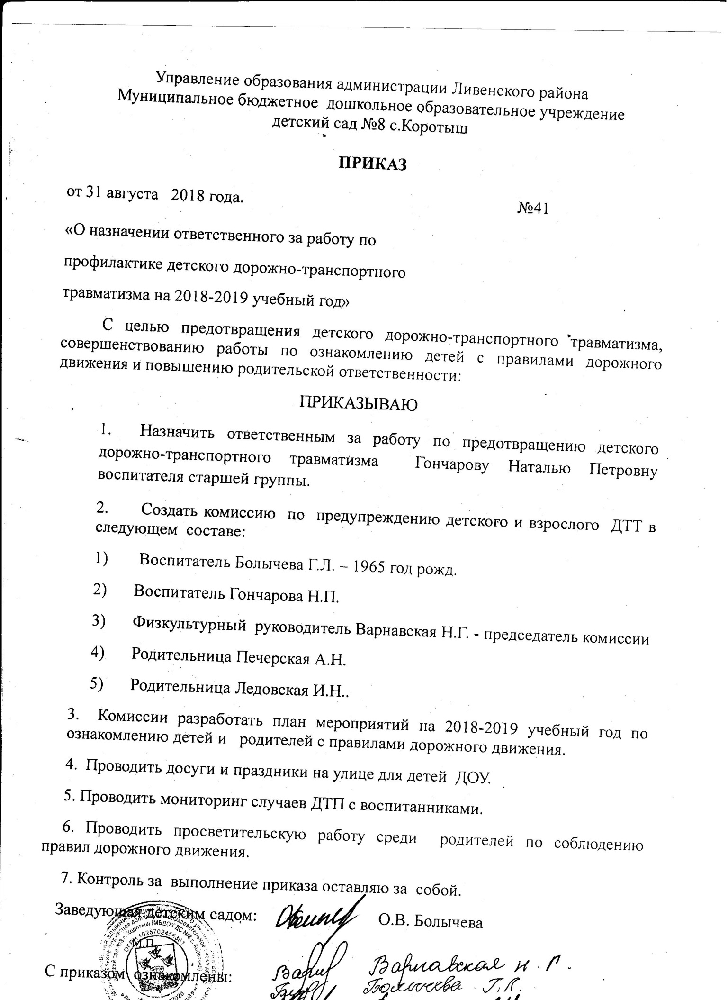 Управление образования администрации Ливенского района
Муниципальное бюджетное дошкольное образовательное учреждение
детский сад №8 с.Коротыш
ПРИКАЗ
от 31 августа 2018 года.
№41
«О назначении ответственного за работу по
профилактике детского дорожно-транспортного
травматизма на 2018-2019 учебный год»
С целью предотвращения детского дорожно-транспортного травматизма,
совершенствованию работы по ознакомлению детей с правилами дорожного
движения и повышению родительской ответственности:
ПРИКАЗЫВАЮ
1. Назначить ответственным за работу по предотвращению детского
дорожно-транспортного травматизма Гончарову Наталью Петровну
воспитателя старшей группы.
2. Создать комиссию по предупреждению детского и взрослого ДТТ в
следующем составе:
1) Воспитатель Болычева Г.Л. – 1965 год рожд.
2) Воспитатель Гончарова Н.П.
3) Физкультурный руководитель Варнавская Н.Г. - председатель комиссии
4) Родительница Печерская А.Н.
5) Родительница Ледовская И.Н..
3. Комиссии разработать план мероприятий на 2018-2019 учебный год по
ознакомлению детей и родителей с правилами дорожного движения.
4. Проводить досуги и праздники на улице для детей ДОУ.
5. Проводить мониторинг случаев ДТП с воспитанниками.
6. Проводить просветительскую работу среди родителей по соблюдению
правил дорожного движения.
7. Контроль за выполнение приказа оставляю за собой.
Заведующая детским садом: О.В. Болычева
М.П.
ОГРН 1025702456361
С приказом ознакомлены: Варнавская Н.Г.
Болычева Г.Л.